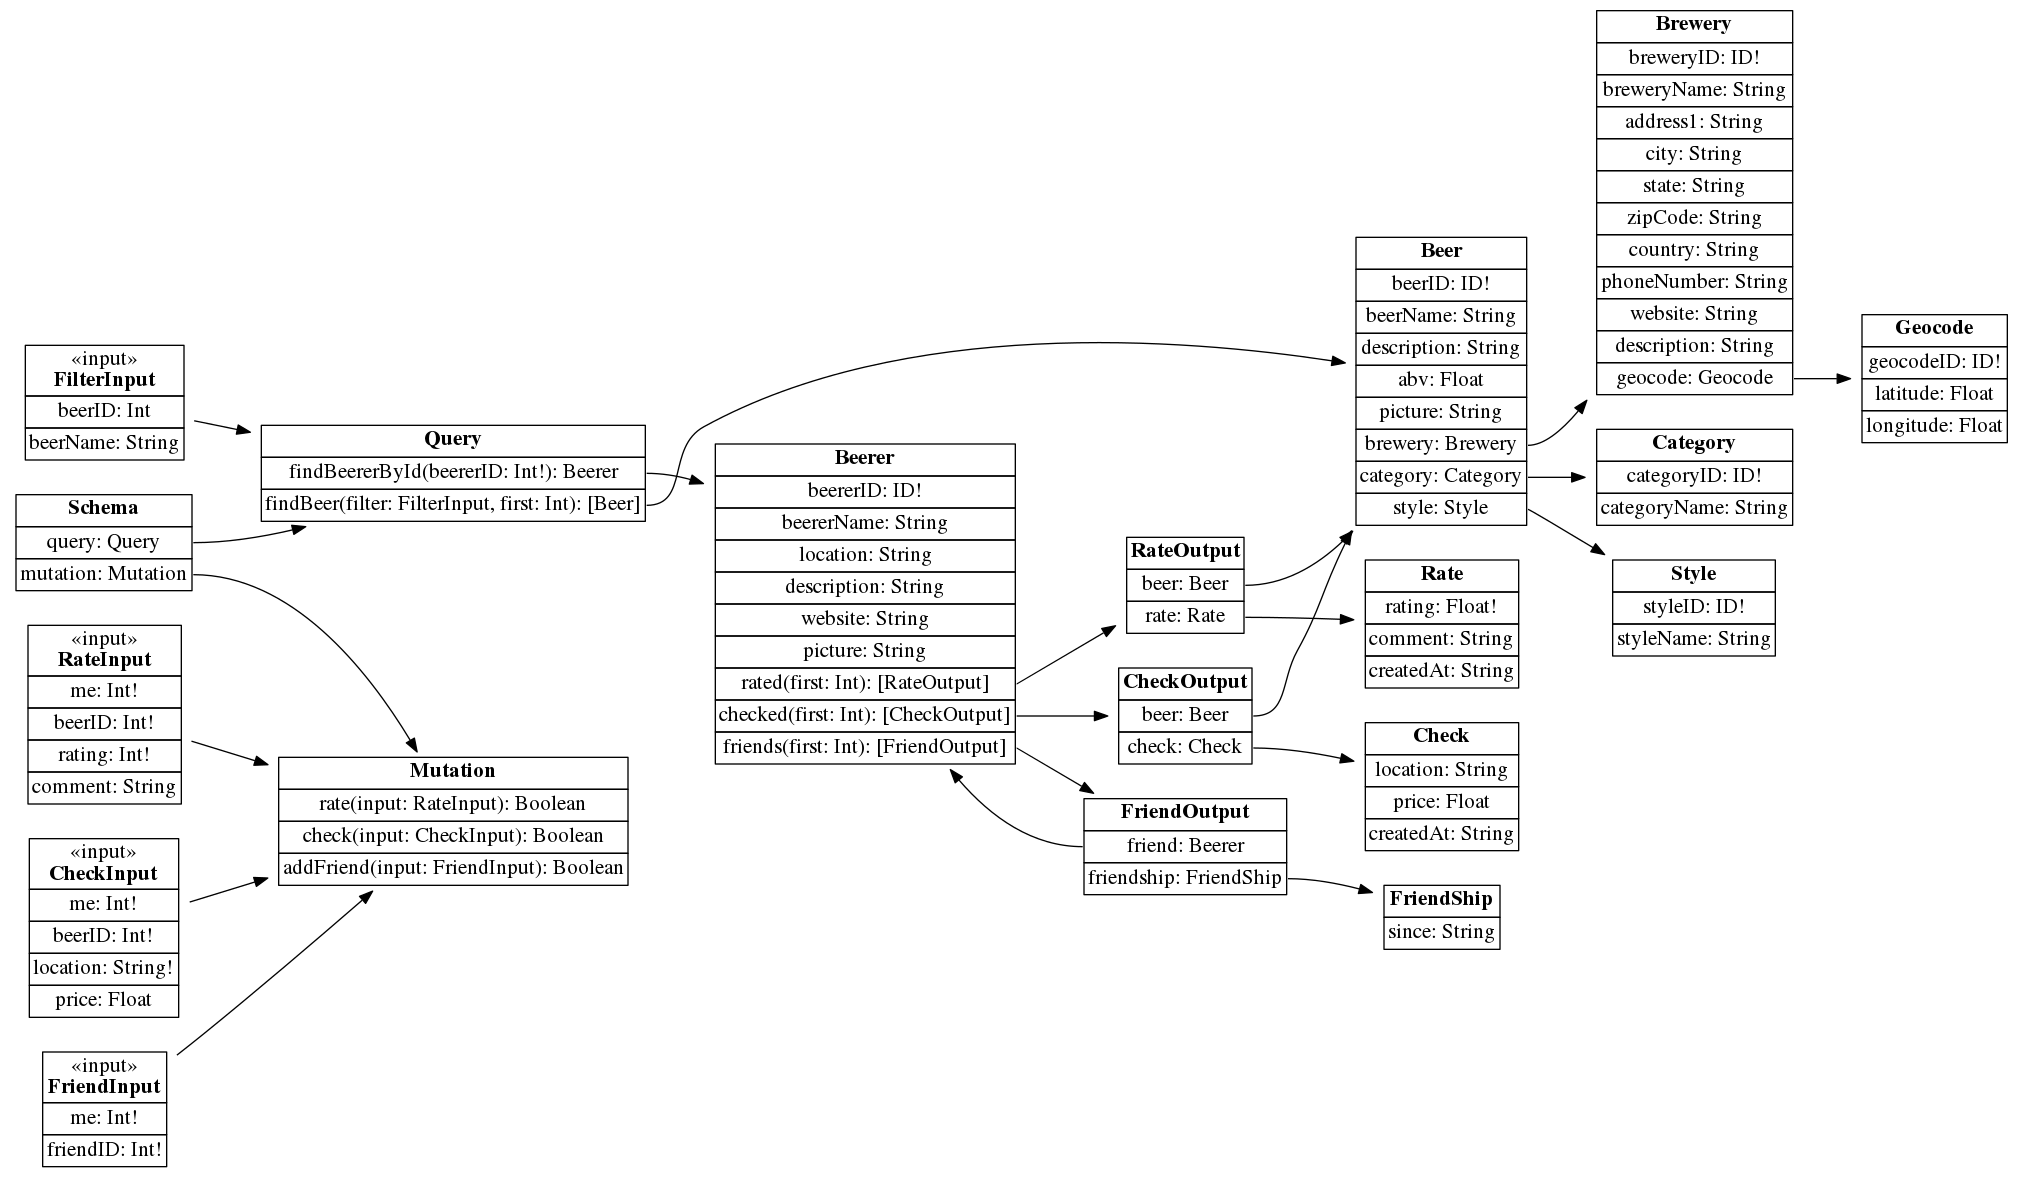 «input»
FilterInput
beerID: Int
beerName: String
Schema
query: Query
mutation: Mutation
«input»
RateInput
me: Int!
beerID: Int!
rating: Int!
comment: String
«input»
CheckInput
me: Int!
beerID: Int!
location: String!
price: Float
«input»
FriendInput
me: Int!
friendID: Int!
Query
findBeererById(beererID: Int!): Beerer
findBeer(filter: FilterInput, first: Int): [Beer]
Mutation
rate(input: RateInput): Boolean
check(input: CheckInput): Boolean
addFriend(input: FriendInput): Boolean
Beerer
beererID: ID!
beererName: String
location: String
description: String
website: String
picture: String
rated(first: Int): [RateOutput]
checked(first: Int): [CheckOutput]
friends(first: Int): [FriendOutput]
RateOutput
beer: Beer
rate: Rate
CheckOutput
beer: Beer
check: Check
FriendOutput
friend: Beerer
friendship: FriendShip
Beer
beerID: ID!
beerName: String
description: String
abv: Float
picture: String
brewery: Brewery
category: Category
style: Style
Rate
rating: Float!
comment: String
createdAt: String
Check
location: String
price: Float
createdAt: String
FriendShip
since: String
Brewery
breweryID: ID!
breweryName: String
address1: String
city: String
state: String
zipCode: String
country: String
phoneNumber: String
website: String
description: String
geocode: Geocode
Category
categoryID: ID!
categoryName: String
Style
styleID: ID!
styleName: String
Geocode
geocodeID: ID!
latitude: Float
longitude: Float